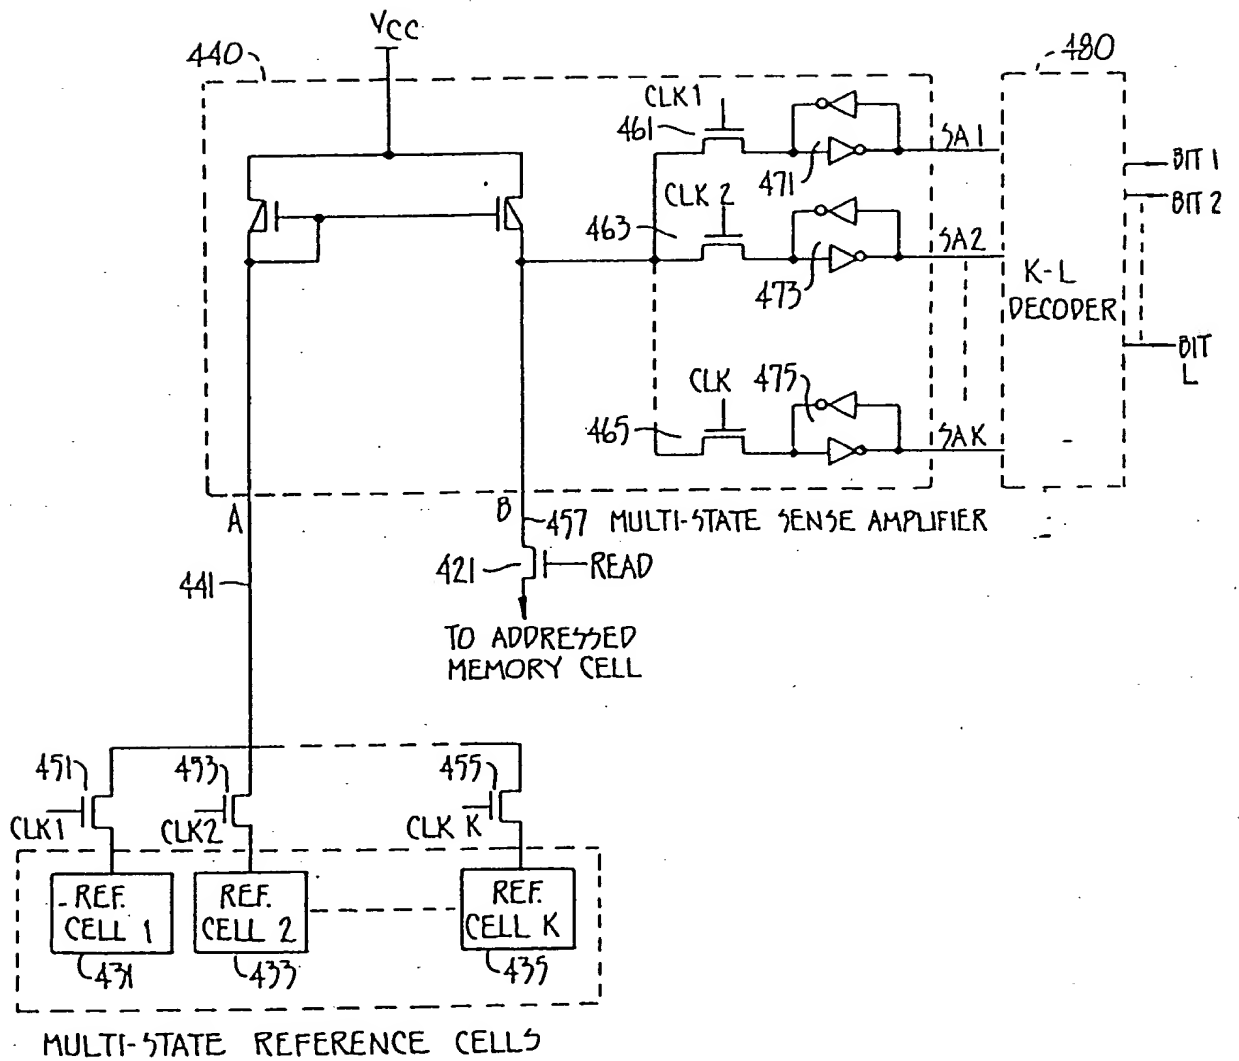 VCC
440
480
CLK1
461
471
SA1
BIT 1
CLK 2
BIT 2
463
473
SA2
K-L
DECODER
BIT
L
CLK
475
465
SAK
A
B
457
MULTI-STATE SENSE AMPLIFIER
421
READ
441
TO ADDRESSED
MEMORY CELL
451
453
455
CLK1
CLK2
CLK K
REF.
CELL 1
REF.
CELL 2
REF.
CELL K
431
433
435
MULTI-STATE REFERENCE CELLS